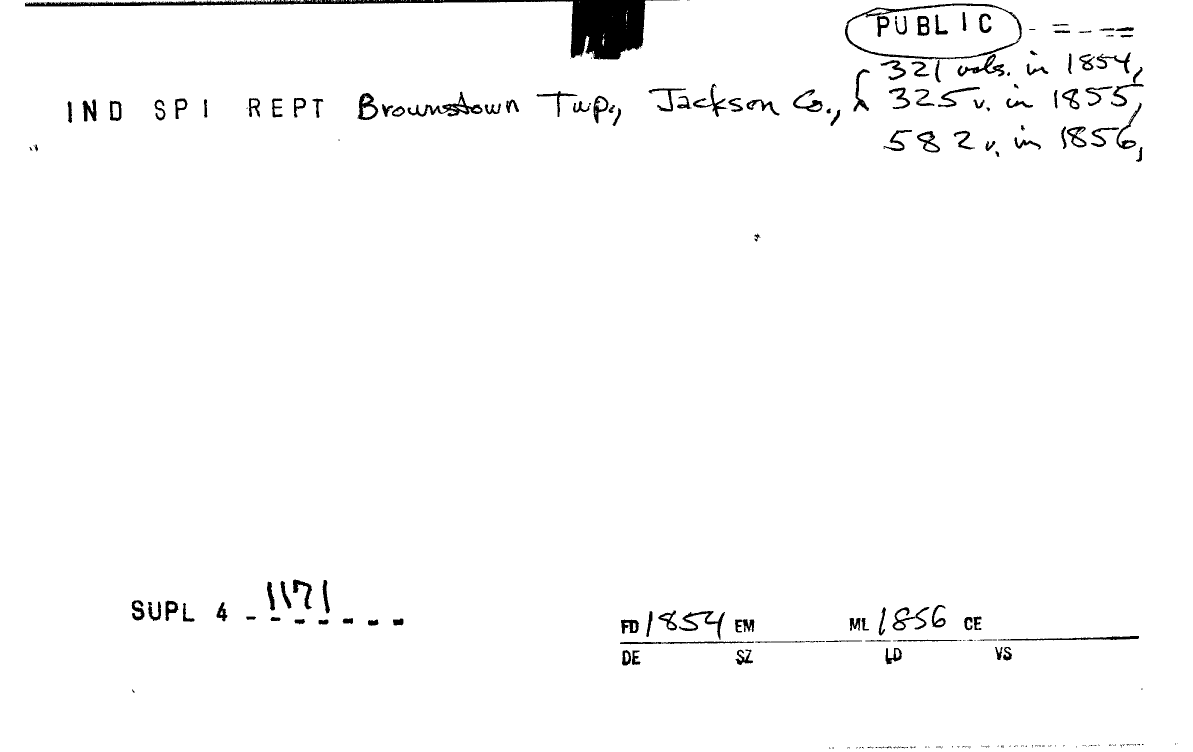 PUBLIC
321 vols. in 1854,
IND SPI REPT Brownstown Twp., Jackson Co., { 325 v. in 1855,
582 v. in 1856,
SUPL 4 1171
FD 1854 EM ML 1856 CE
DE SZ LD VS